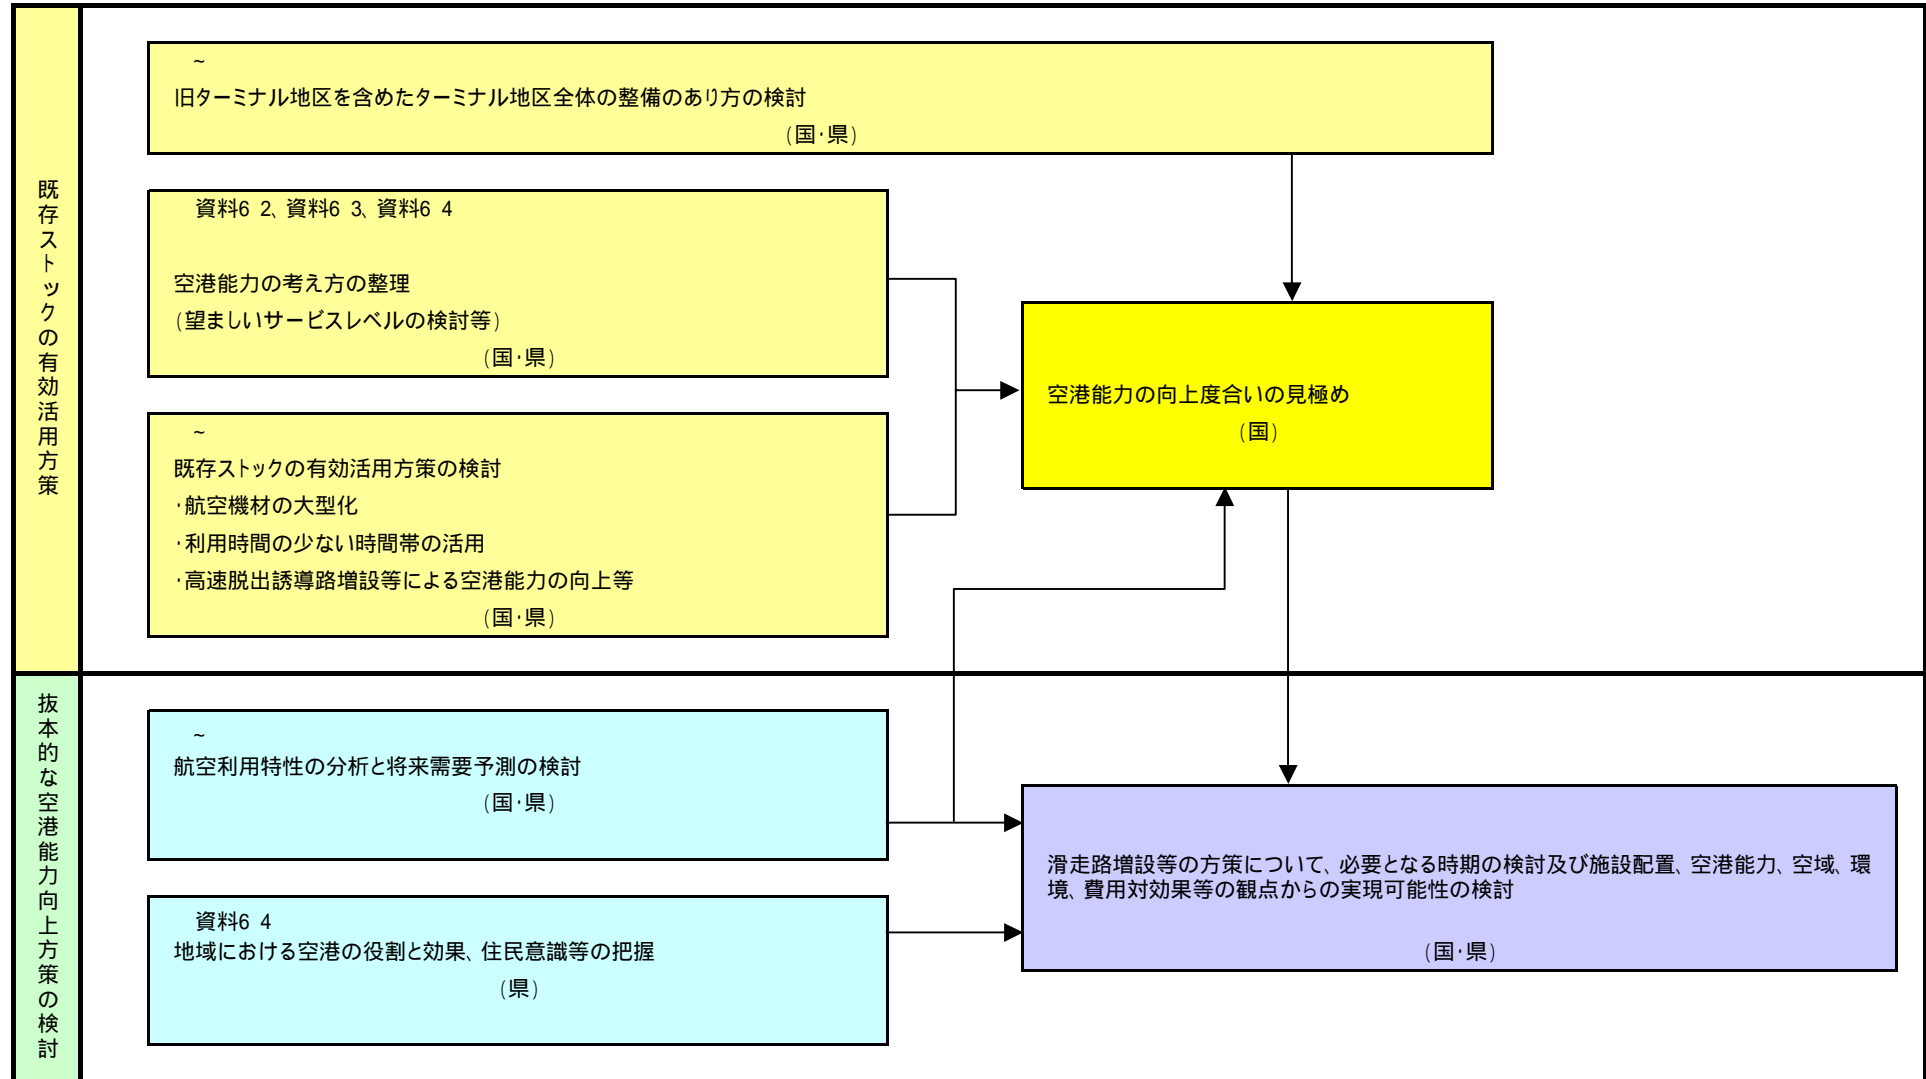 既存ストックの有効活用方策
~
旧ターミナル地区を含めたターミナル地区全体の整備のあり方の検討
(国・県)
資料6 2、資料6 3、資料6 4
空港能力の考え方の整理
(望ましいサービスレベルの検討等)
(国・県)
~
既存ストックの有効活用方策の検討
・航空機材の大型化
・利用時間の少ない時間帯の活用
・高速脱出誘導路増設等による空港能力の向上等
(国・県)
空港能力の向上度合いの見極め
(国)
抜本的な空港能力向上方策の検討
~
航空利用特性の分析と将来需要予測の検討
(国・県)
資料6 4
地域における空港の役割と効果、住民意識等の把握
(県)
滑走路増設等の方策について、必要となる時期の検討及び施設配置、空港能力、空域、環
境、費用対効果等の観点からの実現可能性の検討
(国・県)